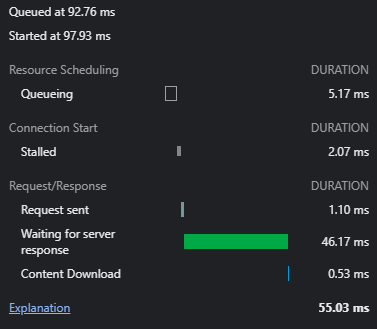 Queued at 92.76 ms
Started at 97.93 ms
Resource Scheduling DURATION
Queueing 5.17 ms
Connection Start DURATION
Stalled 2.07 ms
Request/Response DURATION
Request sent 1.10 ms
Waiting for server
response 46.17 ms
Content Download 0.53 ms
Explanation 55.03 ms